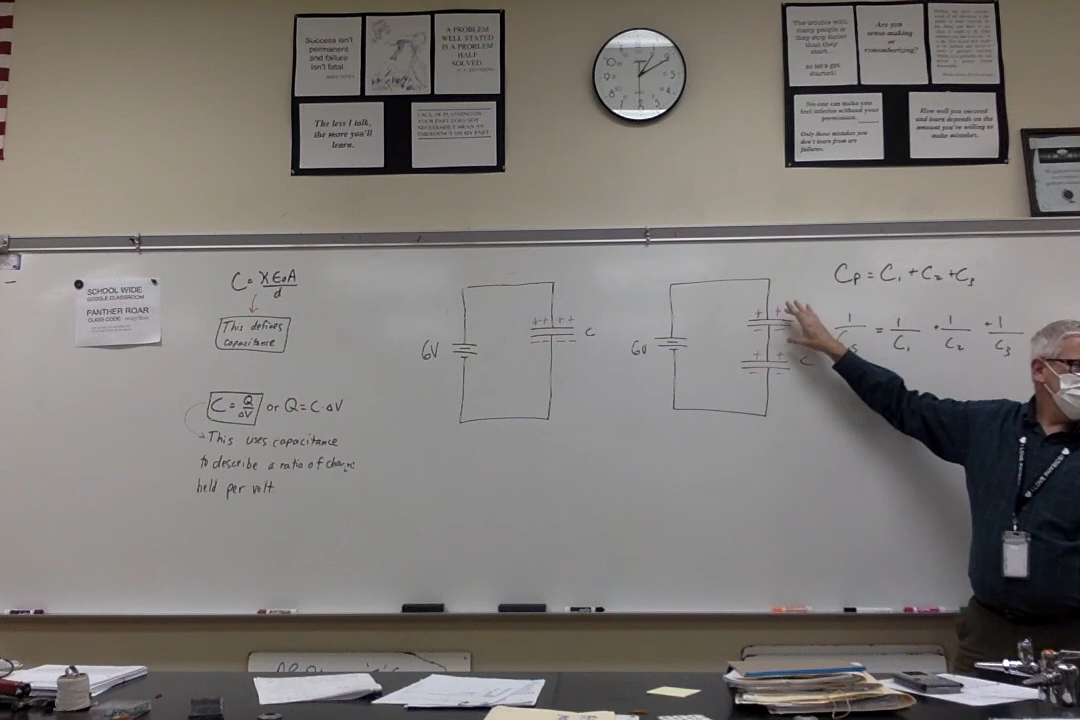 Success isn't
permanent
and failure
isn't fatal.
A PROBLEM
WELL STATED
IS A PROBLEM
HALF
SOLVED.
The less I talk,
the more you'll
learn.
LACK OF PLANNING ON
YOUR PART DOES NOT
NECESSARILY MEAN AN
EMERGENCY ON MY PART
The trouble with
many people is
they stop faster
than they
start.
so let's get
started!
Are you
sense-making
or
remembering?
No one can make you
feel inferior without your
permission.
Only those mistakes you
don't learn from are
failures.
How well you succeed
and learn depends on the
amount you're willing to
make mistakes.
SCHOOL WIDE
GOOGLE CLASSROOM
PANTHER ROAR
CLASS CODE:
C = κ ε₀ A / d
This defines
capacitance
C = Q/ΔV or Q = C·ΔV
This uses capacitance
to describe a ratio of charge
held per volt
6V
++ ++
-- --
C
6V
+ +
- -
+ +
- -
C
Cp = C₁ + C₂ + C₃
1/Cs = 1/C₁ + 1/C₂ + 1/C₃